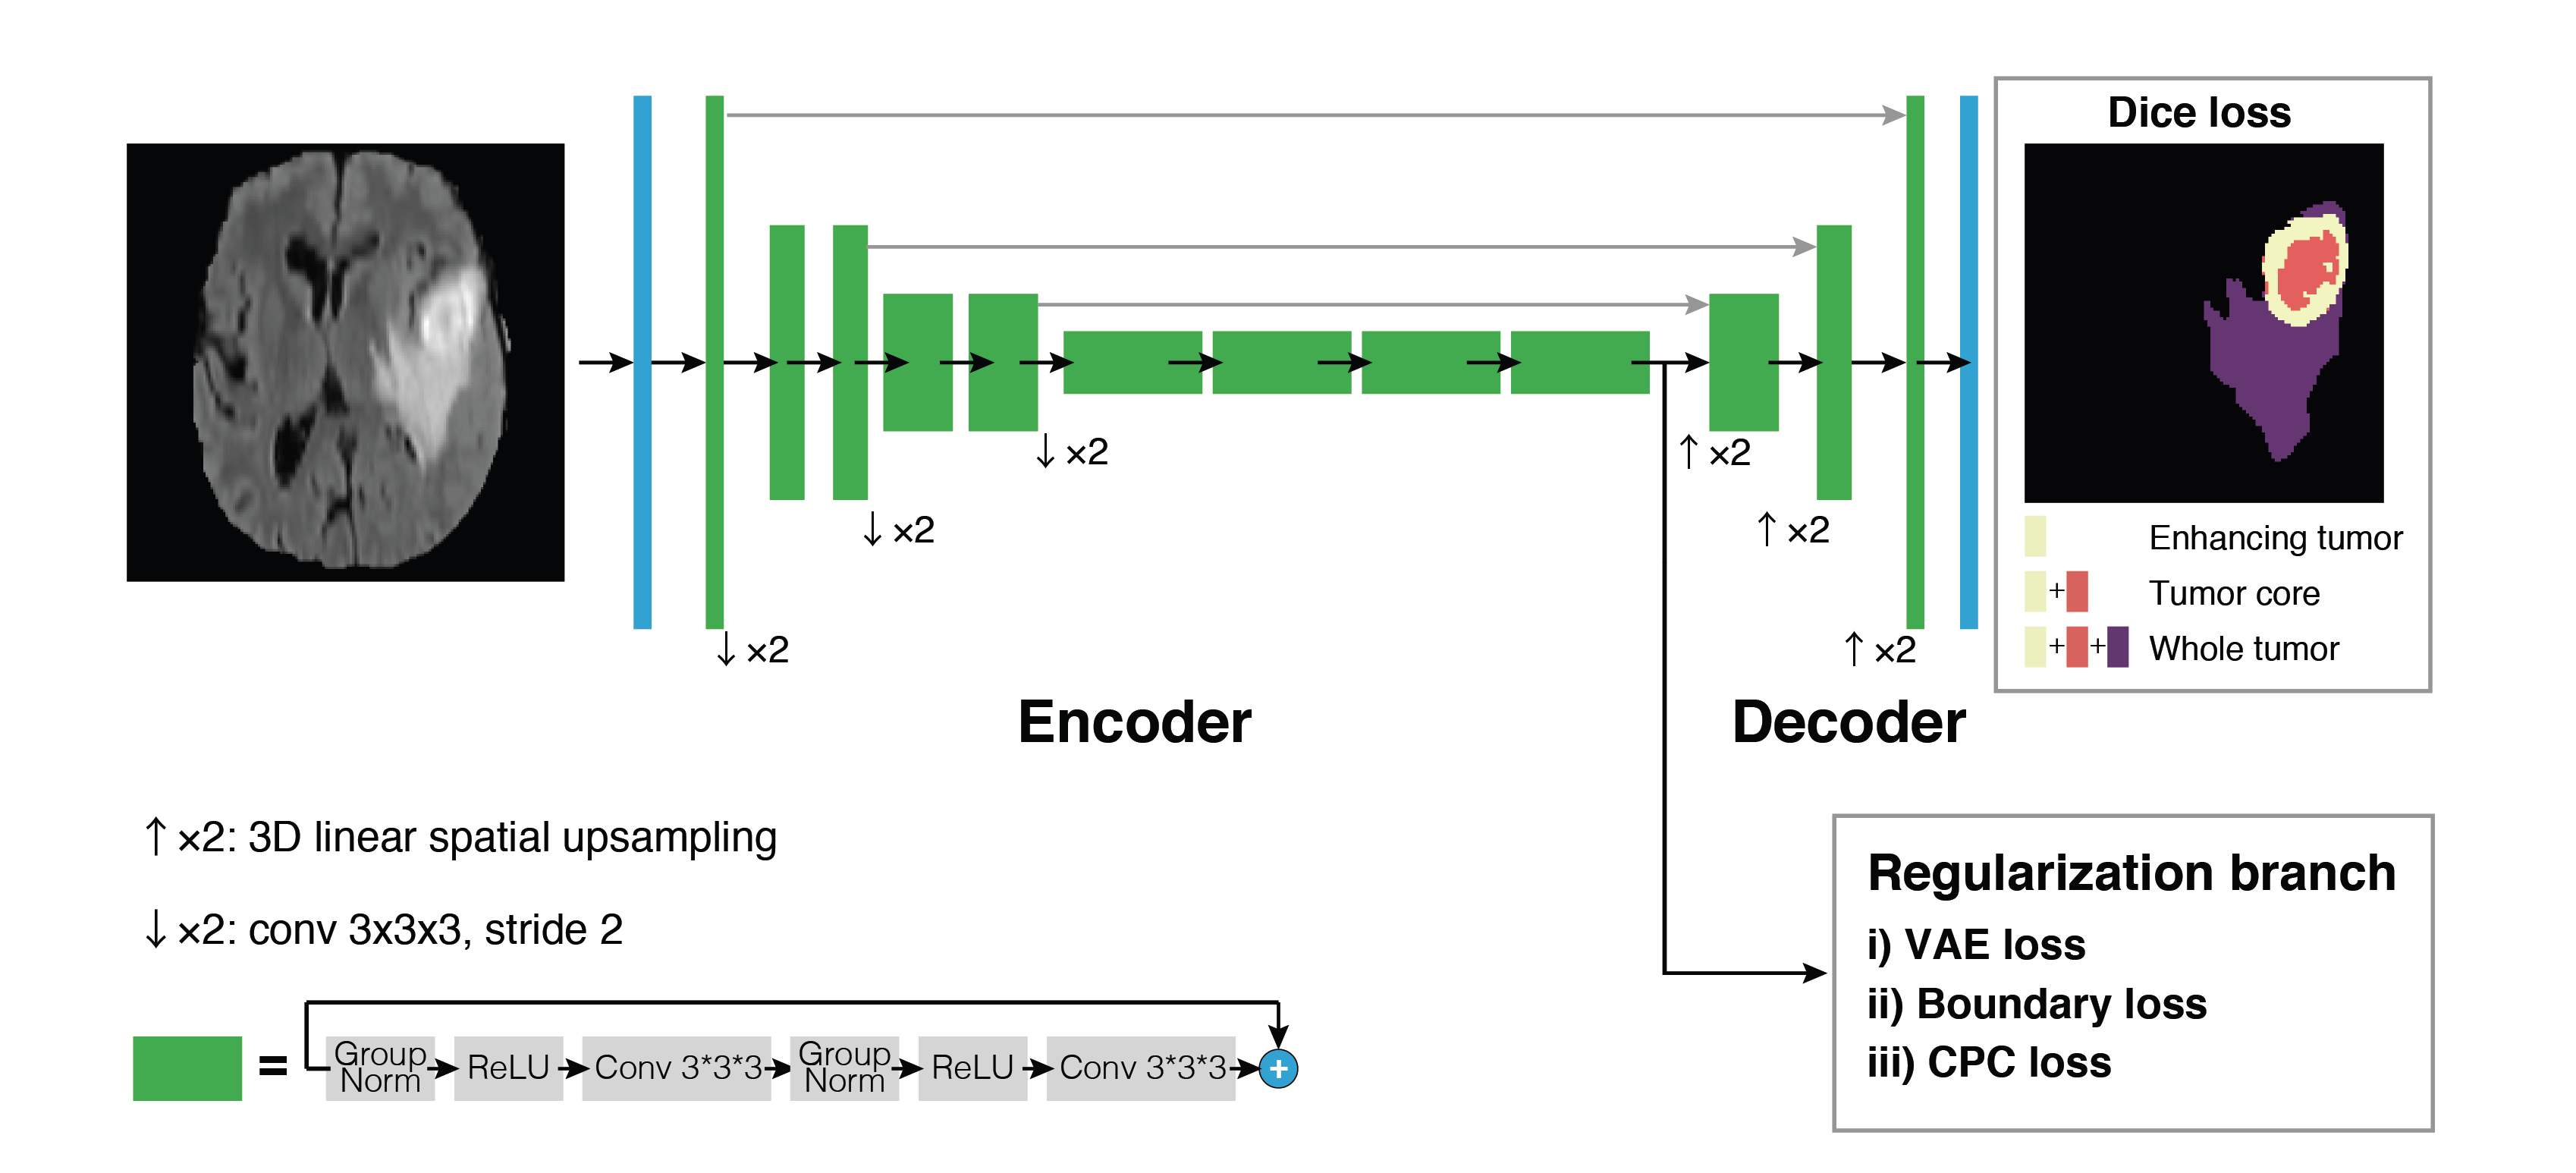 Dice loss
Enhancing tumor
+ Tumor core
+ + Whole tumor
↓ ×2
↓ ×2
↓ ×2
↑ ×2
↑ ×2
↑ ×2
Encoder
Decoder
↑ ×2: 3D linear spatial upsampling
↓ ×2: conv 3x3x3, stride 2
= Group Norm ReLU Conv 3*3*3 Group Norm ReLU Conv 3*3*3 +
Regularization branch
i) VAE loss
ii) Boundary loss
iii) CPC loss